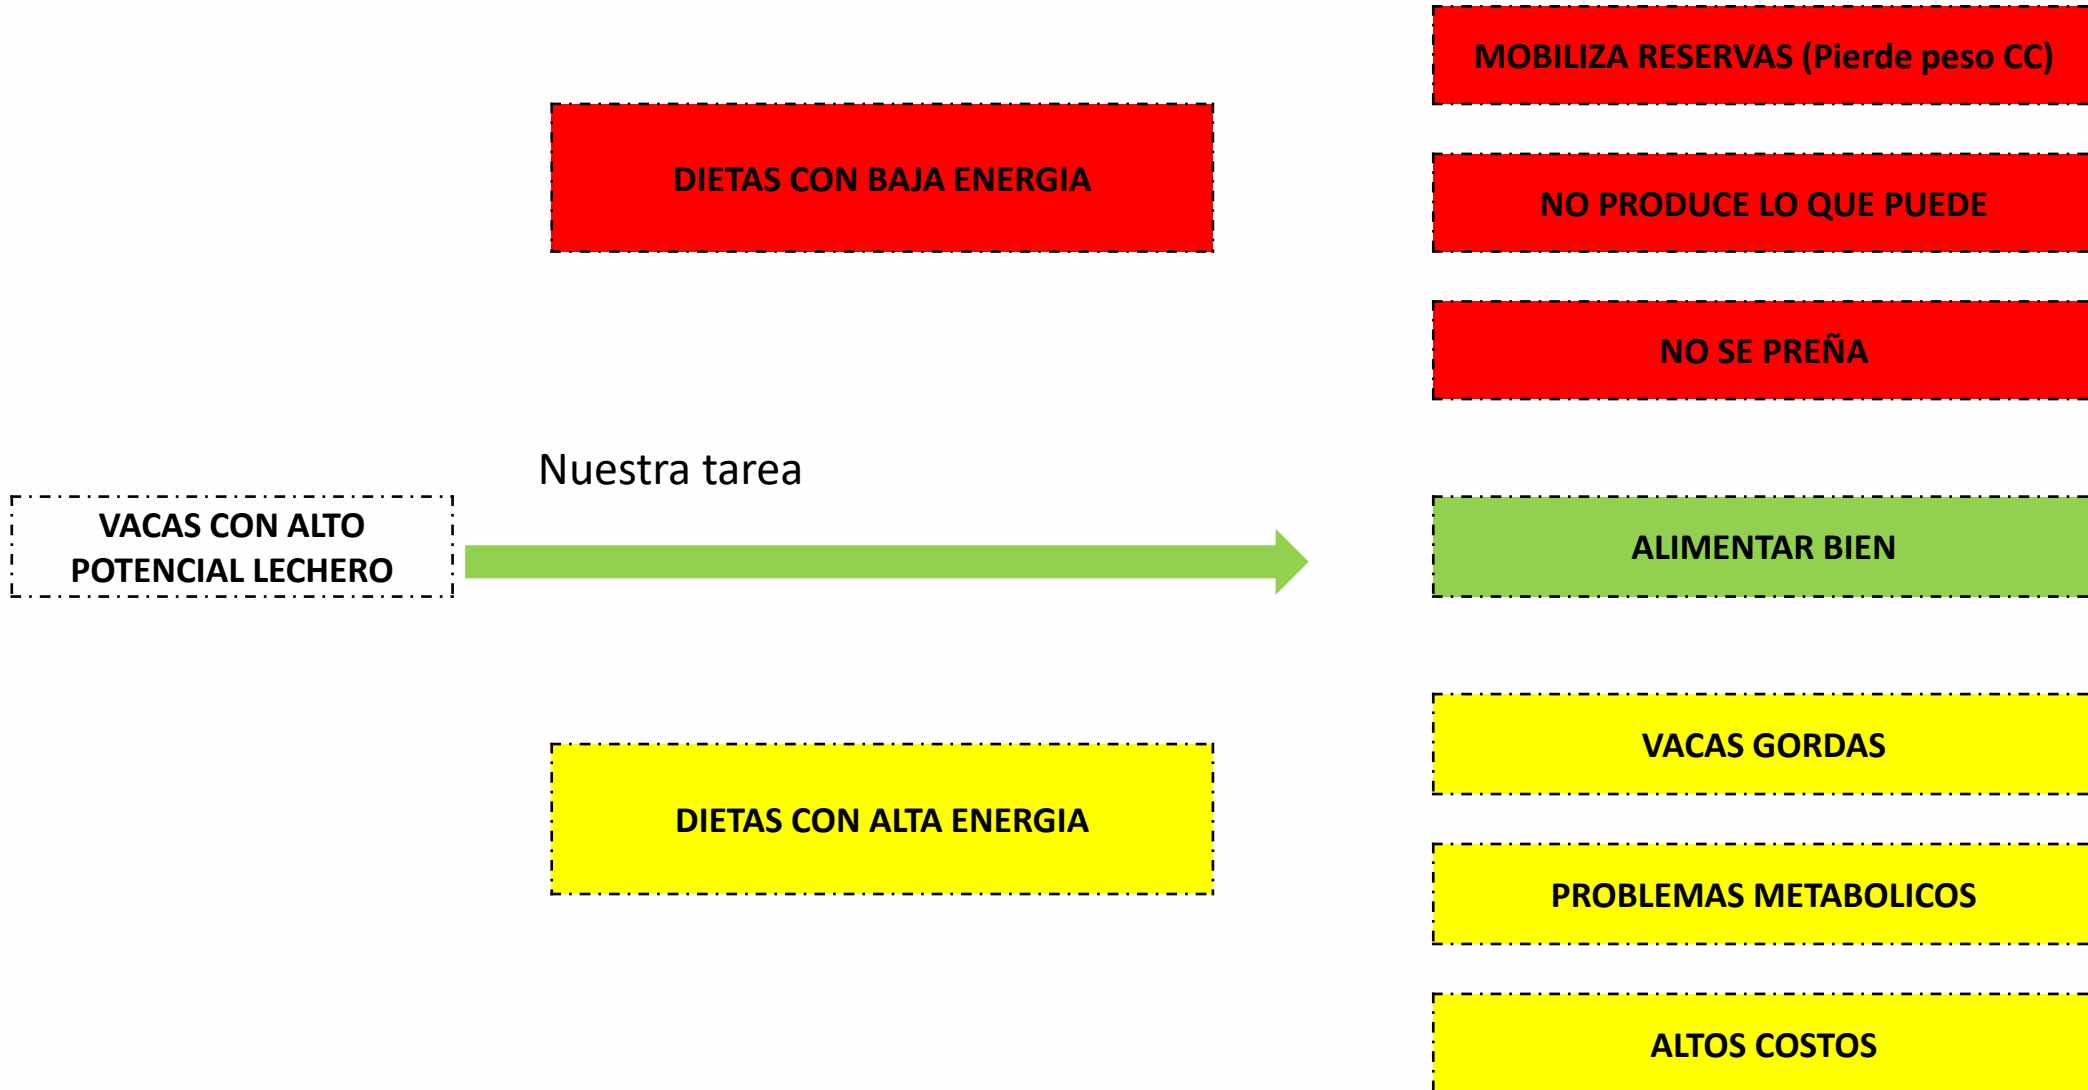 MOBILIZA RESERVAS (Pierde peso CC)
DIETAS CON BAJA ENERGIA
NO PRODUCE LO QUE PUEDE
NO SE PREÑA
Nuestra tarea
VACAS CON ALTO
POTENCIAL LECHERO
ALIMENTAR BIEN
VACAS GORDAS
DIETAS CON ALTA ENERGIA
PROBLEMAS METABOLICOS
ALTOS COSTOS